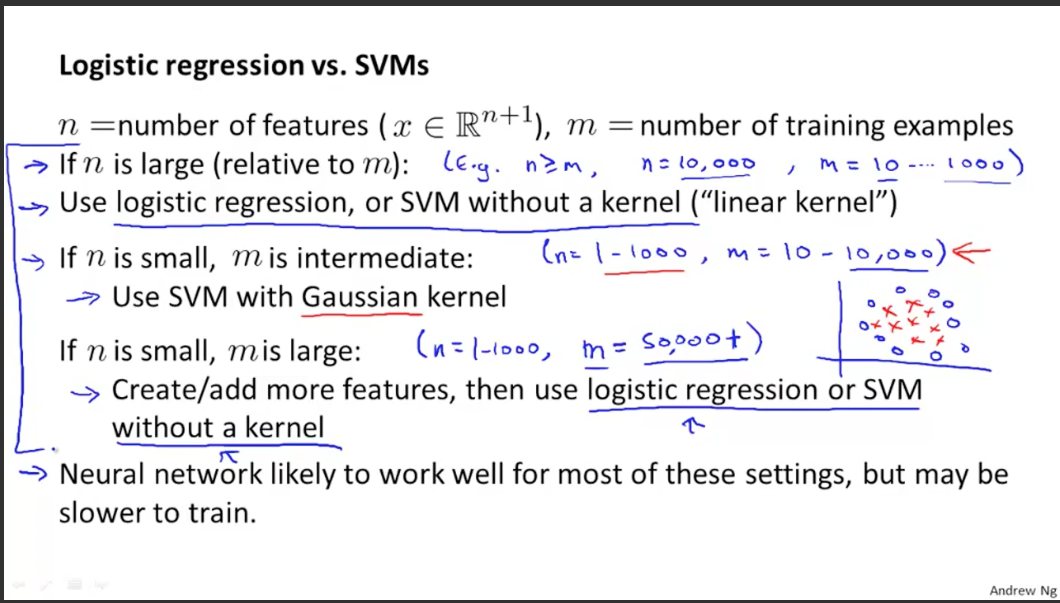 Logistic regression vs. SVMs
n =number of features ( x ∈ ℝⁿ⁺¹), m = number of training examples
→ If n is large (relative to m): (E.g. n ≥ m, n = 10,000 , m = 10 .... 1000)
→ Use logistic regression, or SVM without a kernel (“linear kernel”)
→ If n is small, m is intermediate: (n= 1-1000, m = 10 - 10,000) ←
→ Use SVM with Gaussian kernel
If n is small, m is large: (n=1-1000, m = 50,000+)
→ Create/add more features, then use logistic regression or SVM
without a kernel
→ Neural network likely to work well for most of these settings, but may be
slower to train.
Andrew Ng